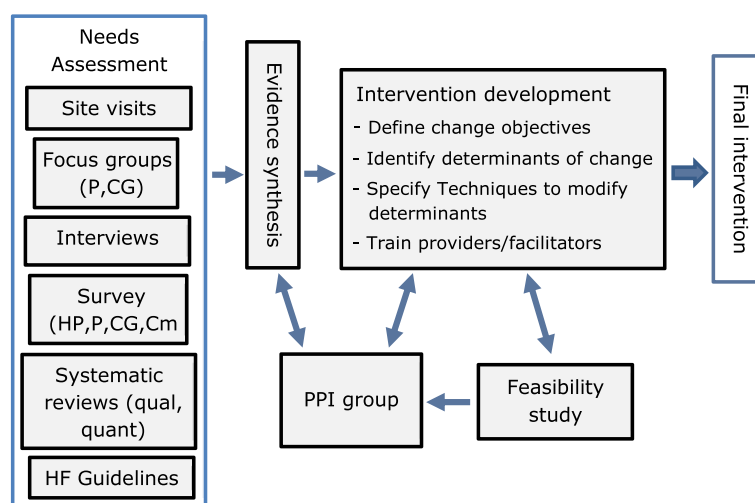 Needs
Assessment
Site visits
Focus groups
(P,CG)
Interviews
Survey
(HP,P,CG,Cm
Systematic
reviews (qual,
quant)
HF Guidelines
Evidence synthesis
Intervention development
- Define change objectives
- Identify determinants of change
- Specify Techniques to modify
determinants
- Train providers/facilitators
PPI group
Feasibility
study
Final intervention